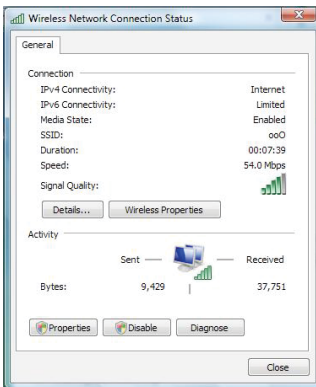 Wireless Network Connection Status
General
Connection
IPv4 Connectivity: Internet
IPv6 Connectivity: Limited
Media State: Enabled
SSID: ooO
Duration: 00:07:39
Speed: 54.0 Mbps
Signal Quality:
Details... Wireless Properties
Activity
Sent — — Received
Bytes: 9,429 | 37,751
Properties Disable Diagnose
Close